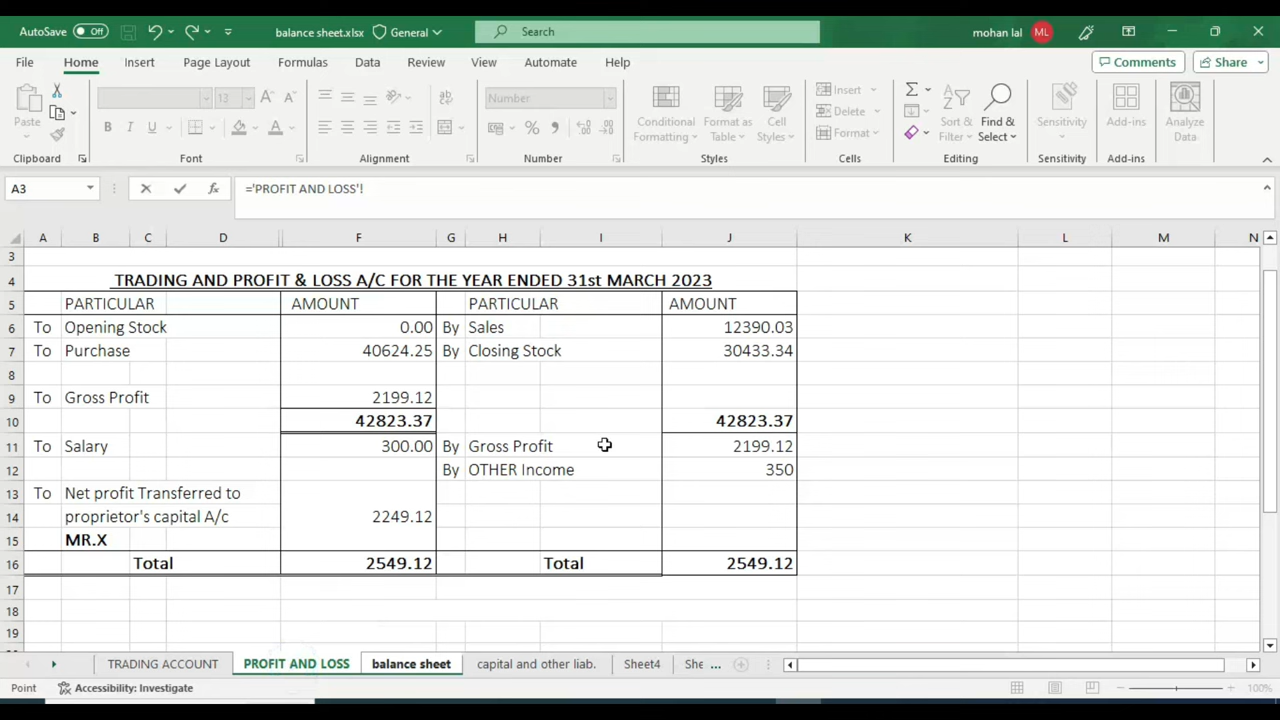 AutoSave Off balance sheet.xlsx General Search mohan lal ML
File Home Insert Page Layout Formulas Data Review View Automate Help Comments Share
Paste 13 A A ab Number Conditional Formatting Format as Table Cell Styles Insert Delete Format Sort & Filter Find & Select Sensitivity Add-ins Analyze Data
B I U A %
Clipboard Font Alignment Number Styles Cells Editing Sensitivity Add-ins
A3 fx ='PROFIT AND LOSS'!
A B C D F G H I J K L M N
3
4 TRADING AND PROFIT & LOSS A/C FOR THE YEAR ENDED 31st MARCH 2023
5 PARTICULAR AMOUNT PARTICULAR AMOUNT
6 To Opening Stock 0.00 By Sales 12390.03
7 To Purchase 40624.25 By Closing Stock 30433.34
8
9 To Gross Profit 2199.12
10 42823.37 42823.37
11 To Salary 300.00 By Gross Profit 2199.12
12 By OTHER Income 350
13 To Net profit Transferred to
14 proprietor's capital A/c 2249.12
15 MR.X
16 Total 2549.12 Total 2549.12
17
18
19
TRADING ACCOUNT PROFIT AND LOSS balance sheet capital and other liab. Sheet4 She ...
Point Accessibility: Investigate 100%